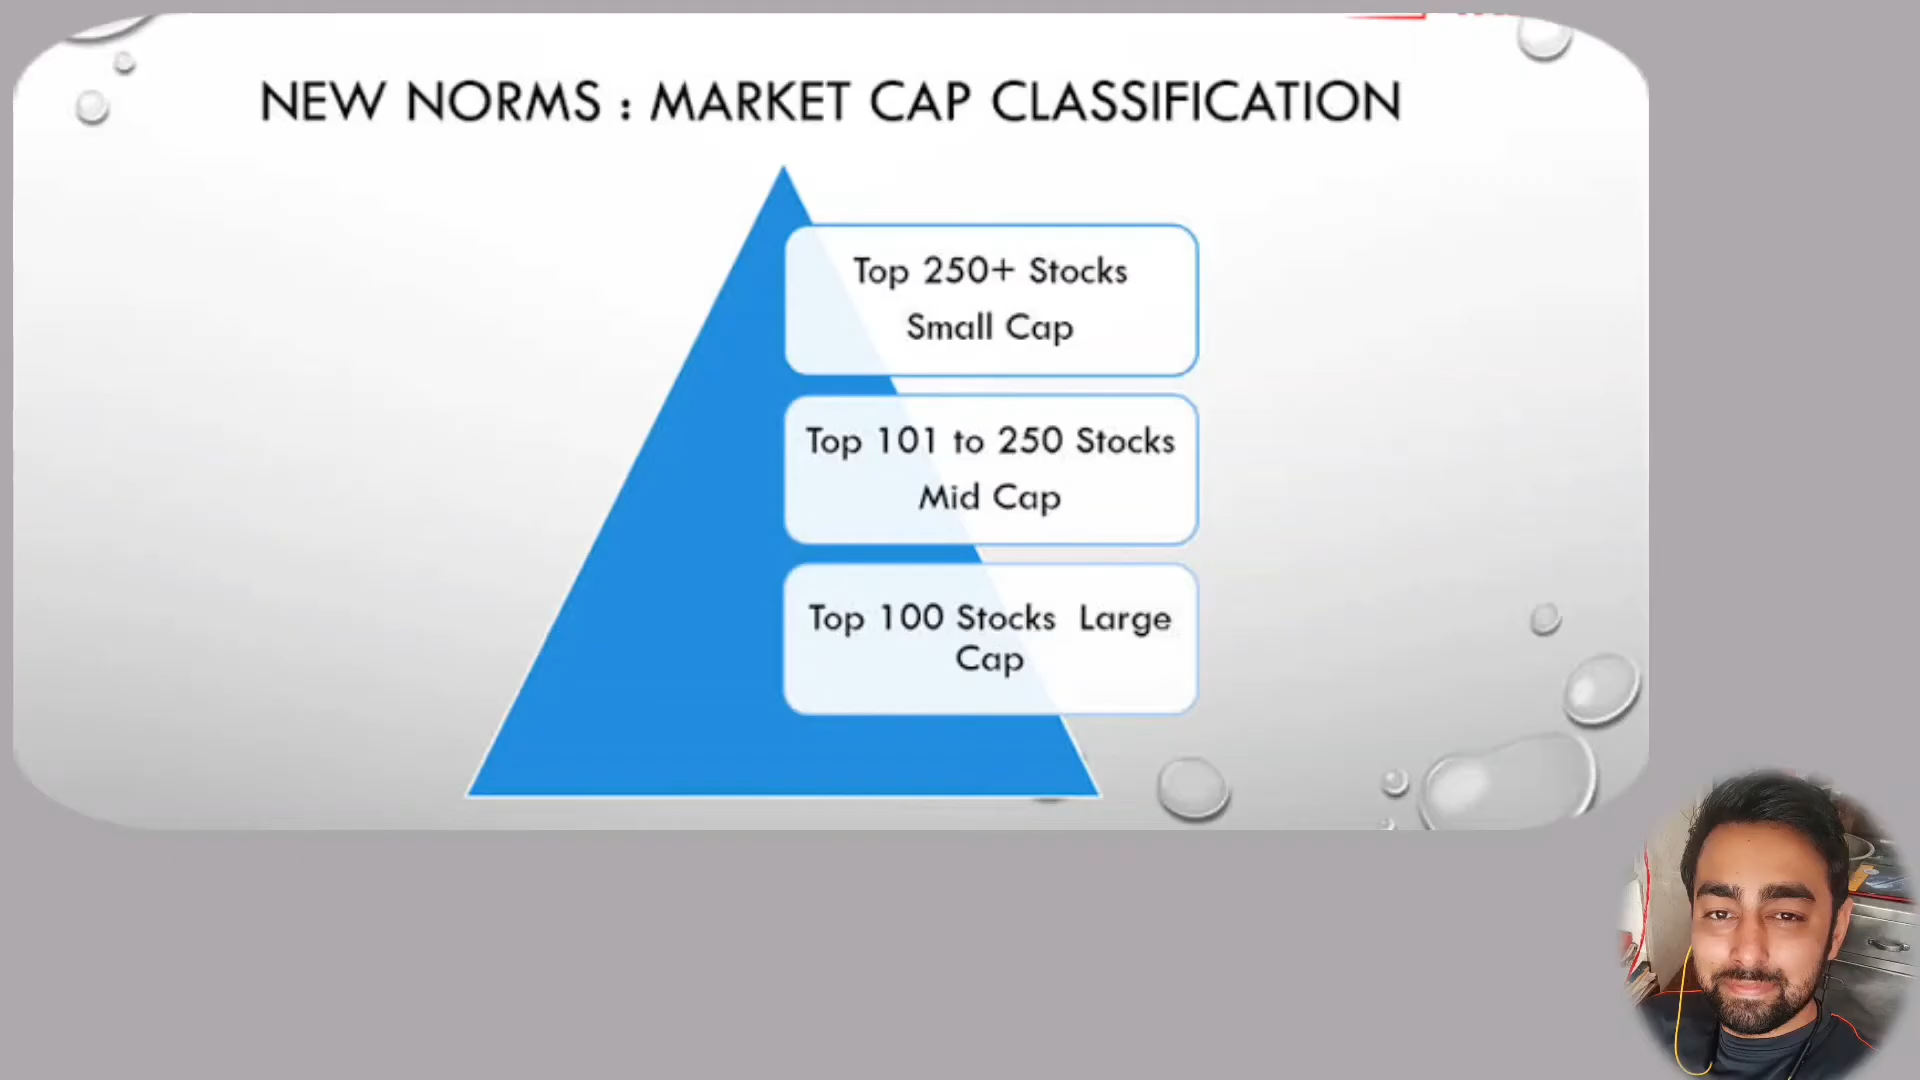 NEW NORMS : MARKET CAP CLASSIFICATION
Top 250+ Stocks
Small Cap
Top 101 to 250 Stocks
Mid Cap
Top 100 Stocks Large
Cap